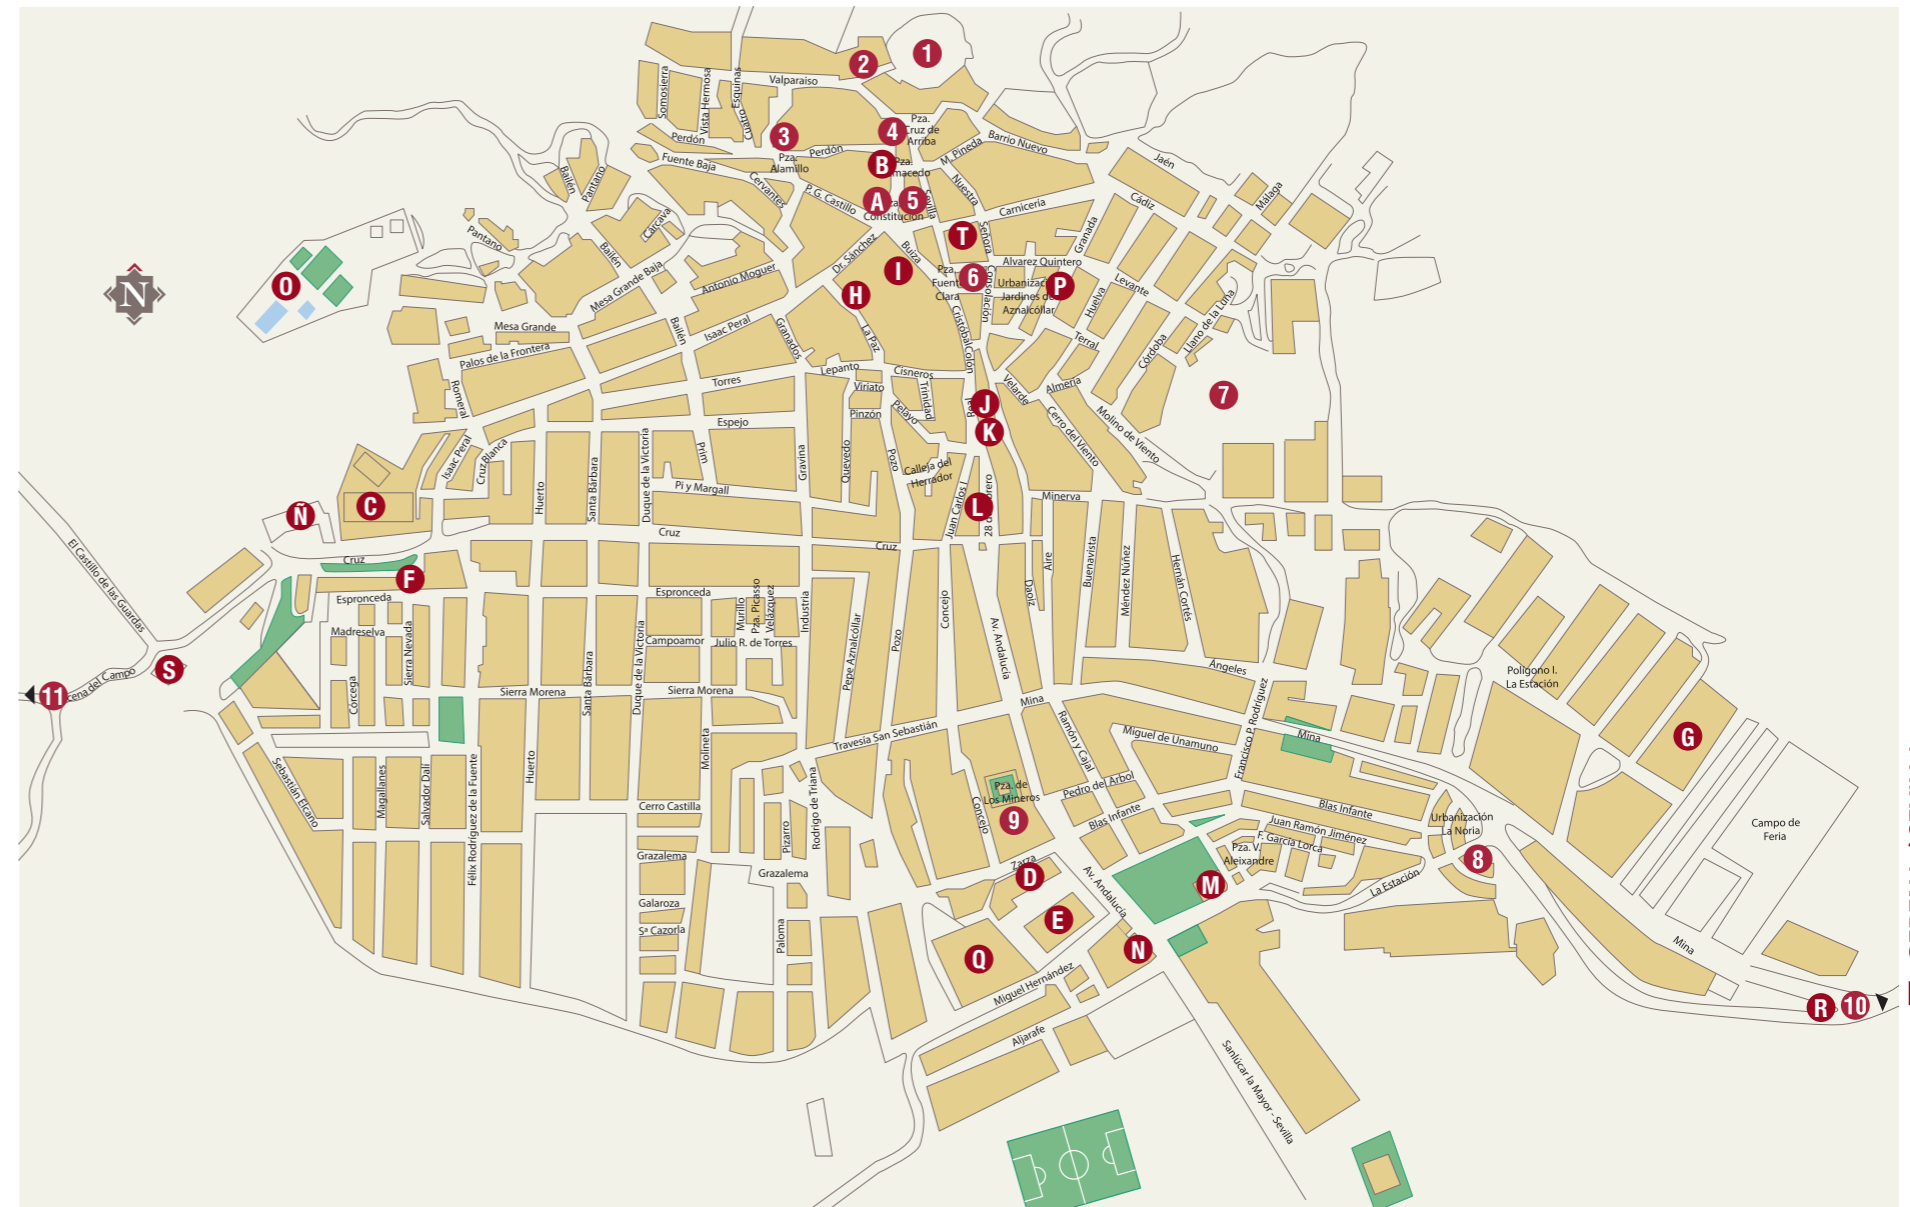 1
2
Valparaiso
Somosierra
Vista Hermosa
Esquinas
Cuatro
3
4
Pza.
Cruz de
Arriba
Barrio Nuevo
Perdón
Perdón
Pza.
Alamillo
B
Pza.
macedo
M. Pineda
Jaén
Fuente Baja
Cervantes
P. G. Castillo
A
5
Constitución
Sevilla
Nuestra
Señora
Consolación
Carnicería
Cádiz
Málaga
Bailén
Pantano
Pantano
Carcava
Bailén
Dr. Sánchez
Buiza
T
Granada
Alvarez Quintero
N
O
Mesa Grande Baja
Antonio Moguer
H
I
Pza.
Fuente
Clara
6
Urbanización
Jardines de
Aznalcóllar
P
Huelva
Levante
Llano de la Luna
Mesa Grande
Palos de la Frontera
Bailén
Isaac Peral
Granados
La Paz
Cristóbal Colón
Terral
Córdoba
Romeral
Torres
Lepanto
Cisneros
Viriato
Trinidad
Velarde
Almería
7
Espejo
Pinzón
Pelayo
Real
J
K
Cerro del Viento
Molino de Viento
Isaac Peral
Cruz Blanca
Huerto
Santa Bárbara
Duque de la Victoria
Prim
Gravina
Quevedo
Pozo
Calleja del
Herrador
Pi y Margall
Juan Carlos I
L
Minerva
C
Ñ
Cruz
Cruz
Cruz
F
Espronceda
Espronceda
El Castillo de las Guardas
Madreselva
Sierra Nevada
Córcega
Campoamor
Murillo
Pza. Picasso
Velázquez
Julio R. de Torres
Industria
Pepe Aznalcóllar
Pozo
Concejo
Av. Andalucía
Daoiz
Aire
Buenavista
Méndez Núñez
Hernán Cortés
Ángeles
S
11
cena del Campo
Sierra Morena
Sierra Morena
Santa Bárbara
Duque de la Victoria
Mina
Ramón y Cajal
Miguel de Unamuno
Francisco P. Rodríguez
Mina
Polígono I.
La Estación
G
Travesía San Sebastián
Sebastián Elcano
Magallanes
Salvador Dalí
Félix Rodríguez de la Fuente
Huerto
Molineta
Cerro Castilla
Pizarro
Rodrigo de Triana
Concejo
Pza. de
Los Mineros
9
Pedro del Arbol
Blas Infante
Blas Infante
Juan Ramón Jiménez
F. García Lorca
Pza. V.
Aleixandre
Urbanización
La Noria
8
Campo de
Feria
Grazalema
Grazalema
Galaroza
Sª Cazorla
Paloma
Zarza
D
E
Av. Andalucía
M
La Estación
N
Q
Miguel Hernández
Mina
R
10
Aljarafe
Sanlúcar la Mayor - Sevilla